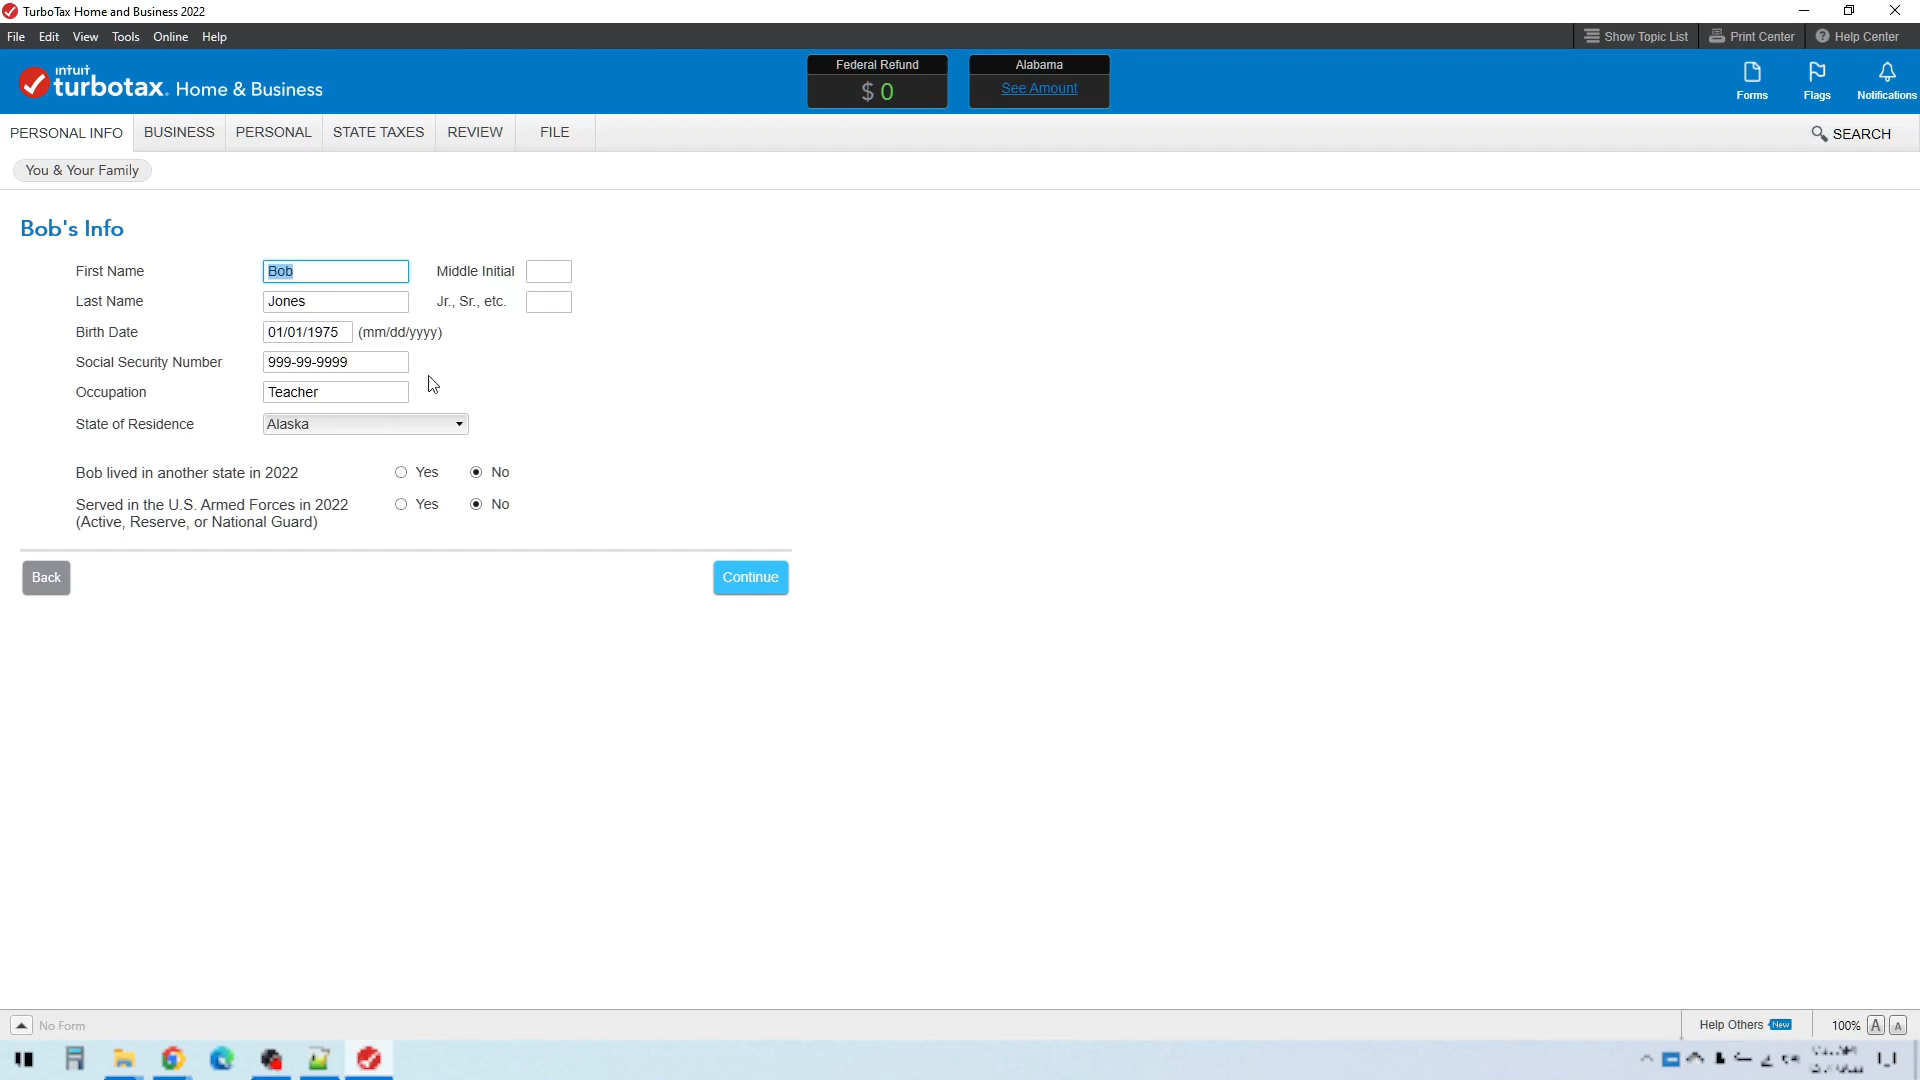 TurboTax Home and Business 2022
File Edit View Tools Online Help
Show Topic List Print Center Help Center
intuit turbotax. Home & Business
Federal Refund
$ 0
Alabama
See Amount
Forms Flags Notifications
PERSONAL INFO BUSINESS PERSONAL STATE TAXES REVIEW FILE SEARCH
You & Your Family
Bob's Info
First Name Bob Middle Initial
Last Name Jones Jr., Sr., etc.
Birth Date 01/01/1975 (mm/dd/yyyy)
Social Security Number 999-99-9999
Occupation Teacher
State of Residence Alaska
Bob lived in another state in 2022 Yes No
Served in the U.S. Armed Forces in 2022 Yes No
(Active, Reserve, or National Guard)
Back Continue
No Form Help Others New 100% A A